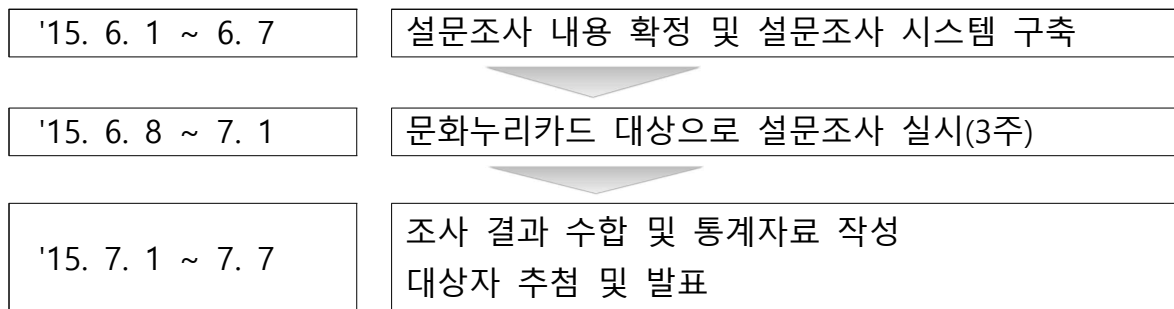 '15. 6. 1 ~ 6. 7
설문조사 내용 확정 및 설문조사 시스템 구축
'15. 6. 8 ~ 7. 1
문화누리카드 대상으로 설문조사 실시(3주)
'15. 7. 1 ~ 7. 7
조사 결과 수합 및 통계자료 작성
대상자 추첨 및 발표